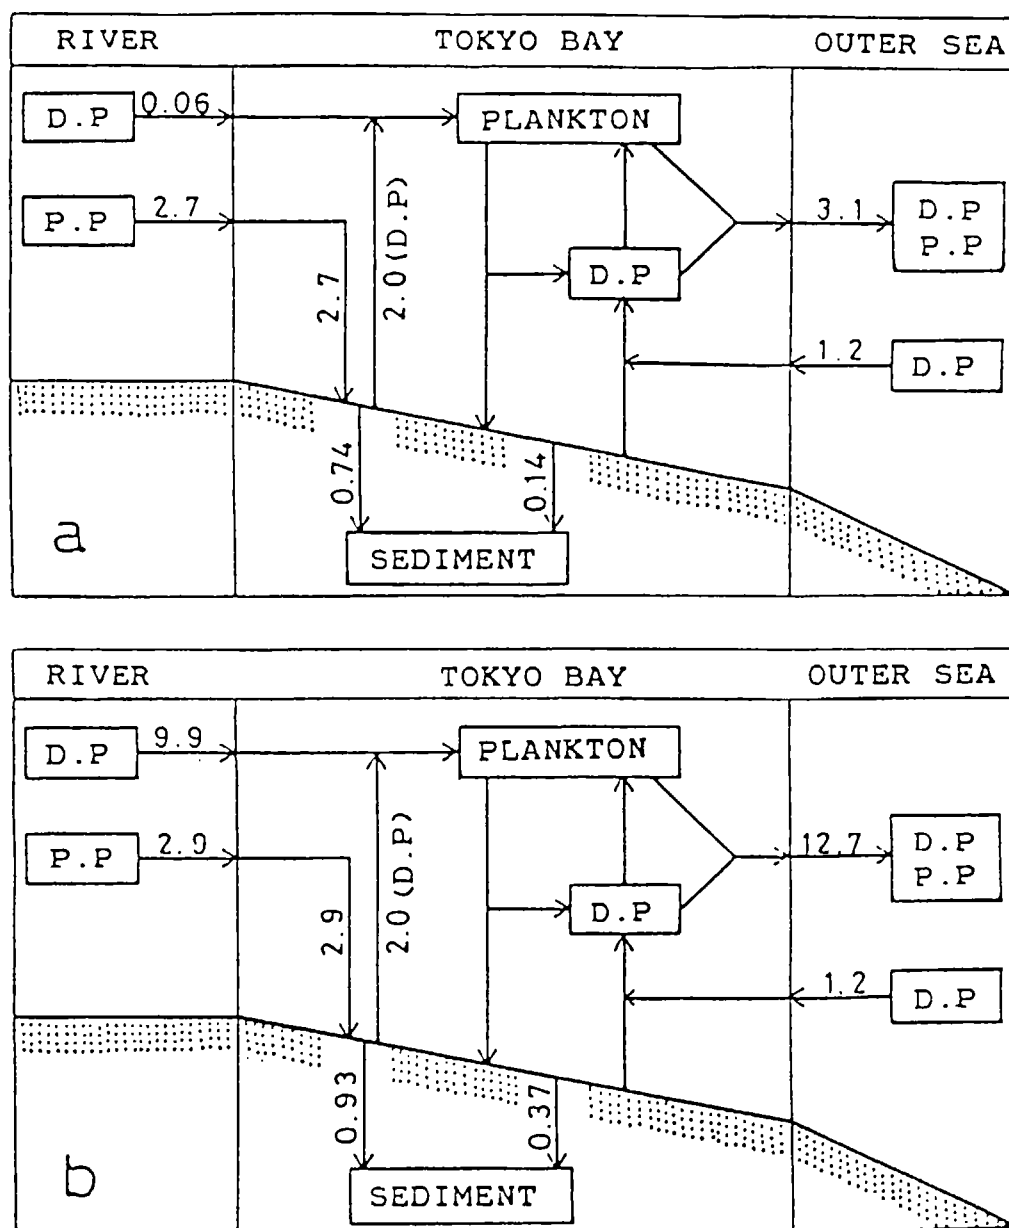 RIVER TOKYO BAY OUTER SEA
D.P 0.06 PLANKTON
P.P 2.7 3.1 D.P
P.P
2.7 2.0(D.P) D.P
1.2 D.P
0.74 0.14
a SEDIMENT
RIVER TOKYO BAY OUTER SEA
D.P 9.9 PLANKTON
P.P 2.9 12.7 D.P
P.P
2.9 2.0(D.P) D.P
1.2 D.P
0.93 0.37
b SEDIMENT